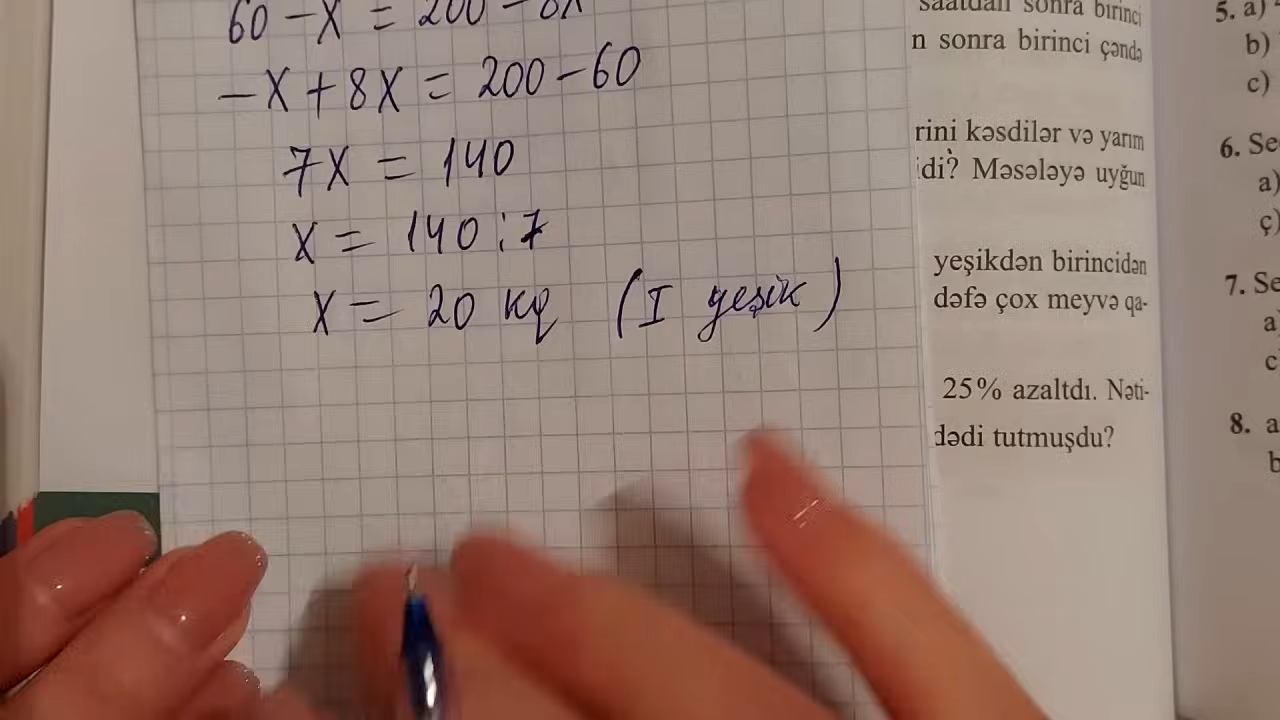 60 - x = 200 - 8x
-x + 8x = 200 - 60
7x = 140
x = 140 : 7
x = 20 kq (I yeşik)
saatdan sonra birinci
n sonra birinci çəndə
rini kəsdilər və yarım
di? Məsələyə uyğun
yeşikdən birincidən
dəfə çox meyvə qa-
25% azaltdı. Nəti-
dədi tutmuşdu?
5. a)
b)
c)
6. Se
a)
ç)
7. Se
a
c
8. a
b